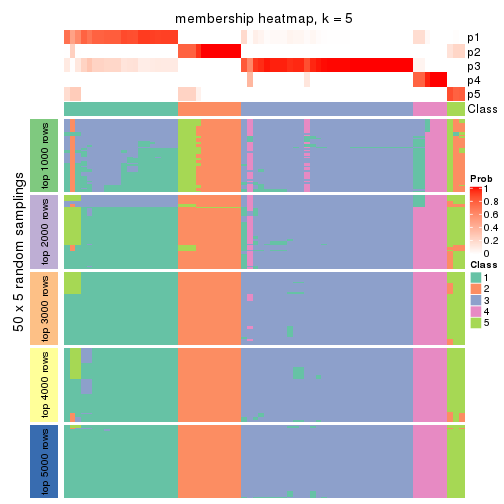 membership heatmap, k = 5
p1
p2
p3
p4
p5
Class
50 x 5 random samplings
top 1000 rows
top 2000 rows
top 3000 rows
top 4000 rows
top 5000 rows
Prob
1
0.8
0.6
0.4
0.2
0
Class
1
2
3
4
5